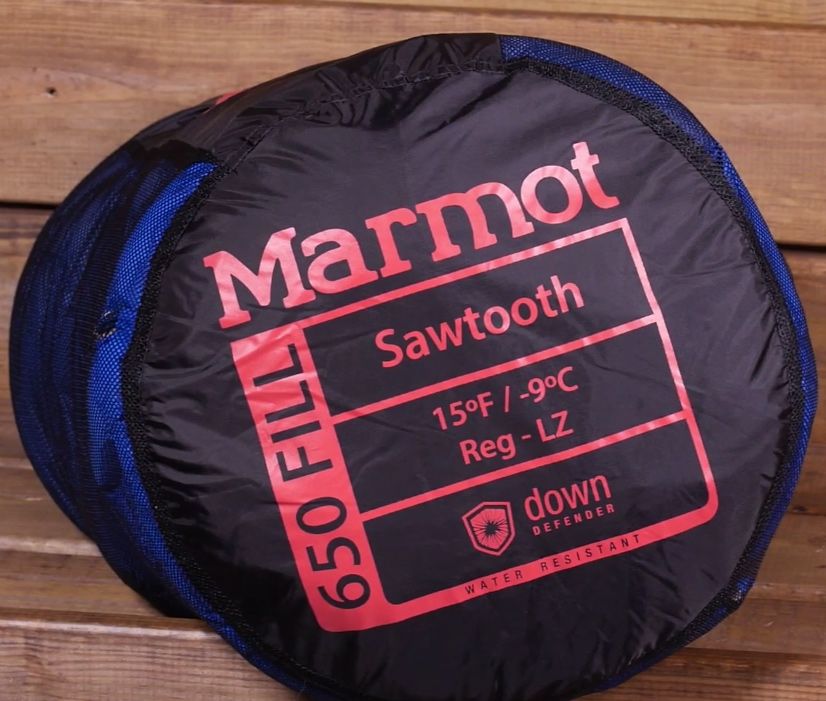 Marmot
650 FILL
Sawtooth
15ºF / -9ºC
Reg - LZ
down
DEFENDER
WATER RESISTANT